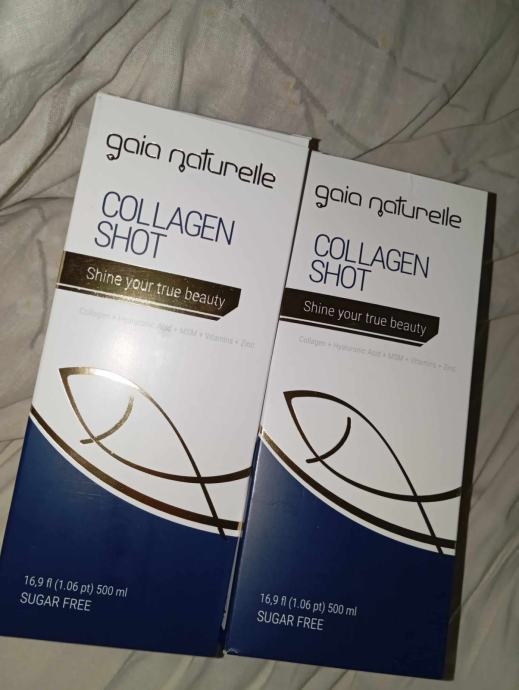 gaia naturelle
COLLAGEN
SHOT
Shine your true beauty
Collagen + Hyaluronic Acid + MSM + Vitamins + Zinc
16,9 fl (1.06 pt) 500 ml
SUGAR FREE
gaia naturelle
COLLAGEN
SHOT
Shine your true beauty
Collagen + Hyaluronic Acid + MSM + Vitamins + Zinc
16,9 fl (1.06 pt) 500 ml
SUGAR FREE